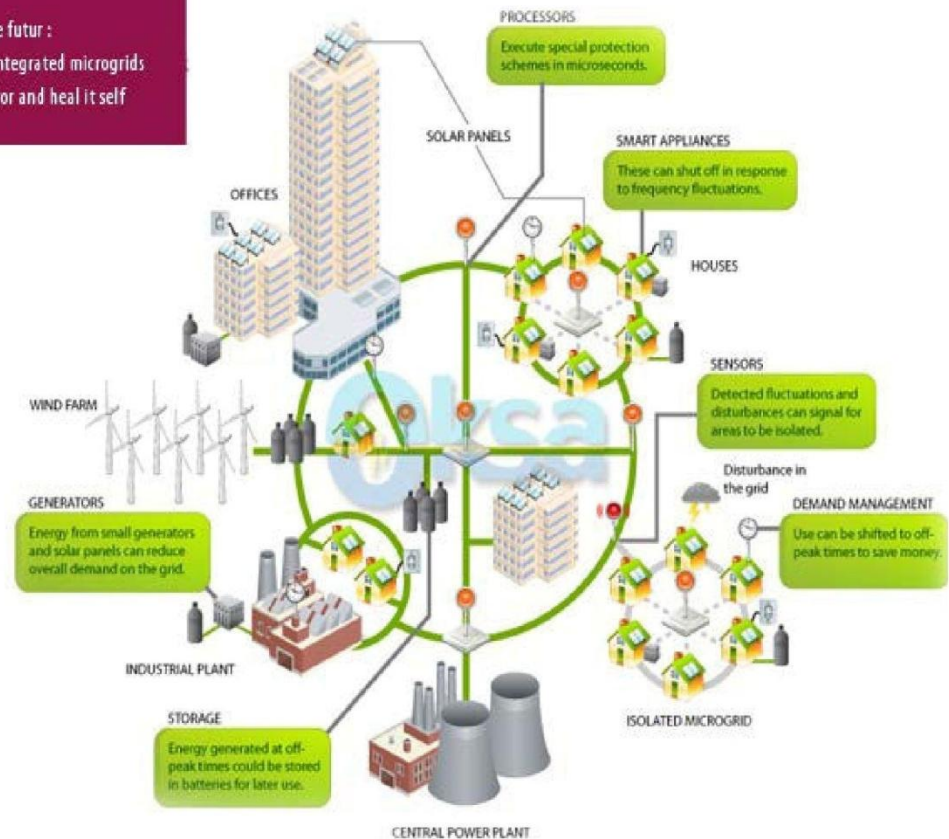 e futur :
ntegrated microgrids
or and heal it self
PROCESSORS
Execute special protection
schemes in microseconds.
SOLAR PANELS
SMART APPLIANCES
These can shut off in response
to frequency fluctuations.
OFFICES
HOUSES
SENSORS
Detected fluctuations and
disturbances can signal for
areas to be isolated.
WIND FARM
Oksa
Disturbance in
the grid
GENERATORS
Energy from small generators
and solar panels can reduce
overall demand on the grid.
DEMAND MANAGEMENT
Use can be shifted to off-
peak times to save money.
INDUSTRIAL PLANT
STORAGE
Energy generated at off-
peak times could be stored
in batteries for later use.
ISOLATED MICROGRID
CENTRAL POWER PLANT